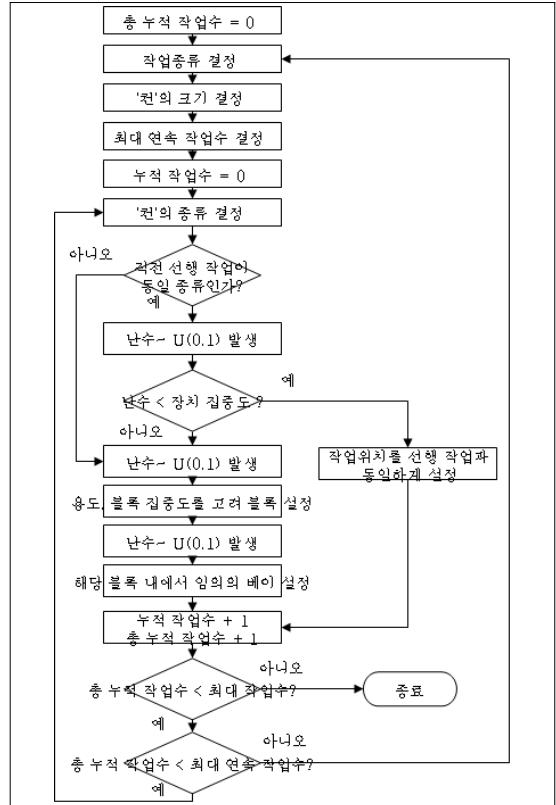 총 누적 작업수 = 0
작업종류 결정
'컨'의 크기 결정
최대 연속 작업수 결정
누적 작업수 = 0
'컨'의 종류 결정
아니오
직전 선행 작업이
동일 종류인가?
예
난수~ U(0.1) 발생
예
난수 < 장치 집중도?
아니오
난수~ U(0.1) 발생
작업위치를 선행 작업과
동일하게 설정
용도, 블록 집중도를 고려 블록 설정
난수~ U(0.1) 발생
해당 블록 내에서 임의의 베이 설정
누적 작업수 + 1
총 누적 작업수 + 1
아니오
총 누적 작업수 < 최대 작업수?
종료
예
아니오
총 누적 작업수 < 최대 연속 작업수?
예